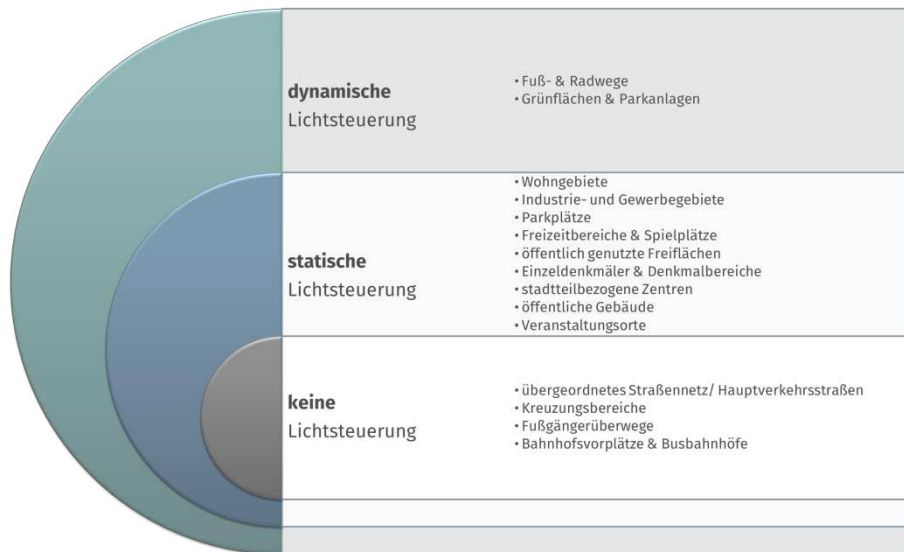 dynamische
Lichtsteuerung
• Fuß- & Radwege
• Grünflächen & Parkanlagen
statische
Lichtsteuerung
• Wohngebiete
• Industrie- und Gewerbegebiete
• Parkplätze
• Freizeitbereiche & Spielplätze
• öffentlich genutzte Freiflächen
• Einzeldenkmäler & Denkmalbereiche
• stadtteilbezogene Zentren
• öffentliche Gebäude
• Veranstaltungsorte
keine
Lichtsteuerung
• übergeordnetes Straßennetz/ Hauptverkehrsstraßen
• Kreuzungsbereiche
• Fußgängerüberwege
• Bahnhofsvorplätze & Busbahnhöfe